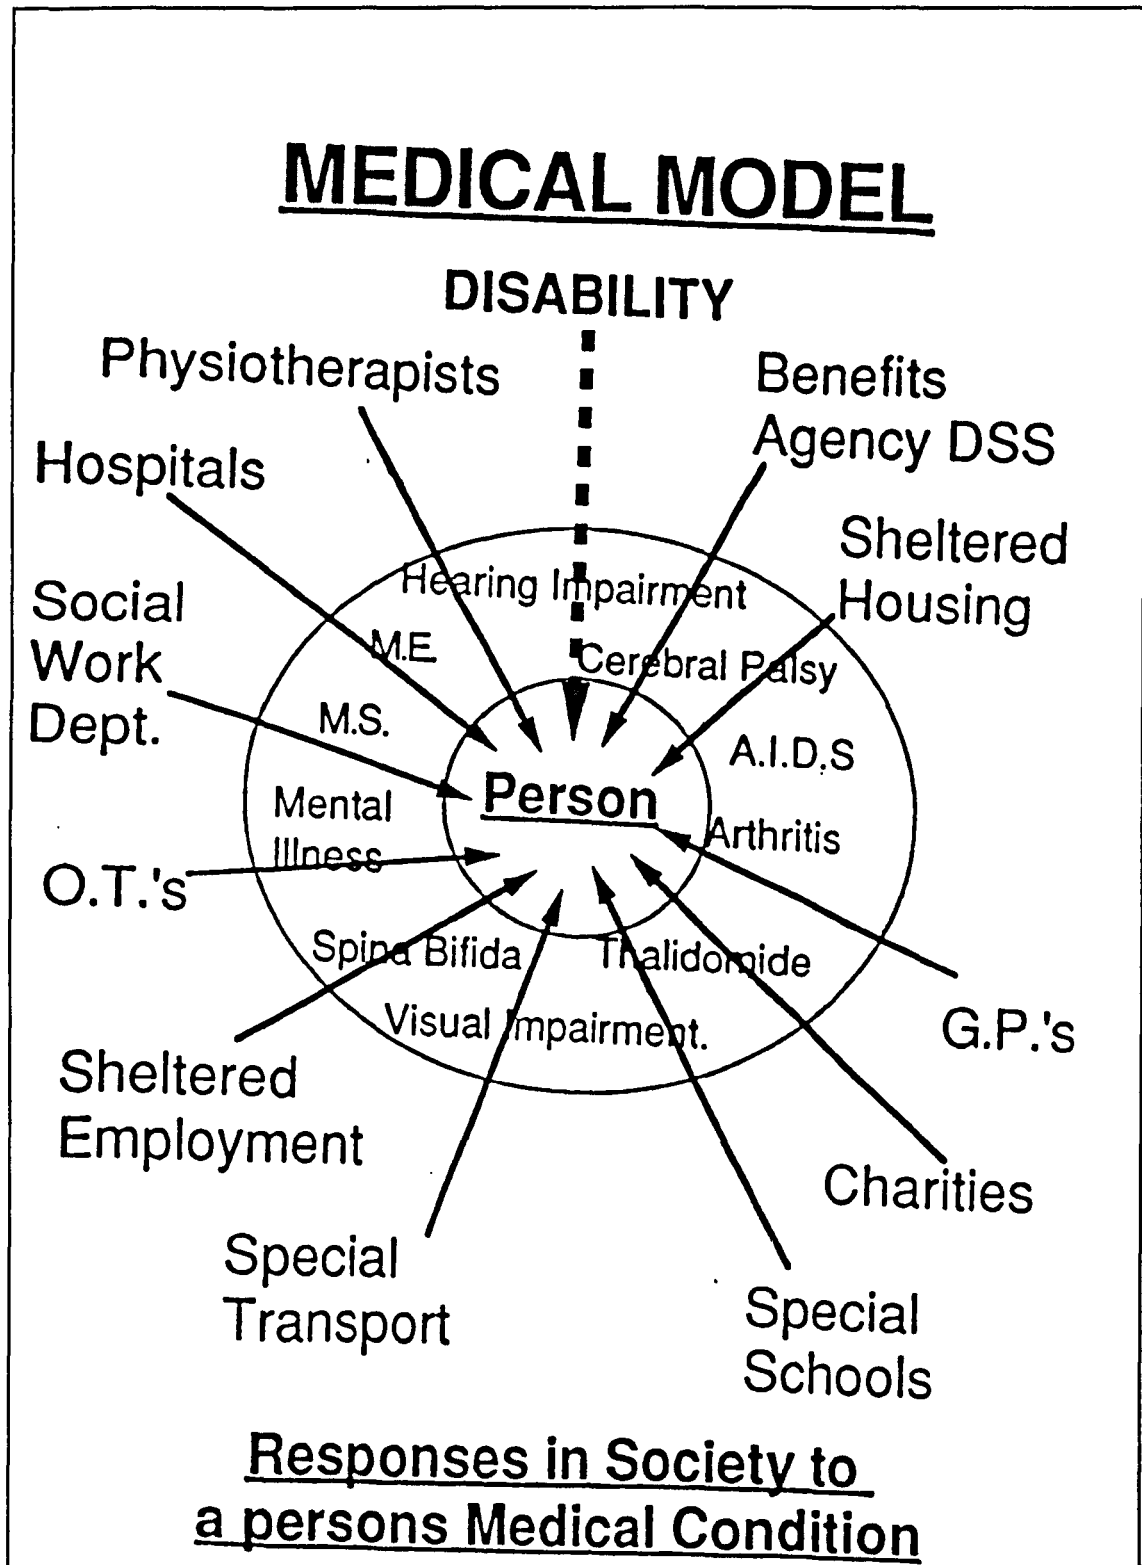 MEDICAL MODEL
DISABILITY
Physiotherapists
Benefits
Agency DSS
Hospitals
Sheltered
Housing
Social
Work
Dept.
Hearing Impairment
M.E.
Cerebral Palsy
M.S.
A.I.D.S
Person
Mental
Illness
Arthritis
O.T.'s
Spina Bifida
Thalidomide
Visual Impairment.
G.P.'s
Sheltered
Employment
Charities
Special
Transport
Special
Schools
Responses in Society to
a persons Medical Condition